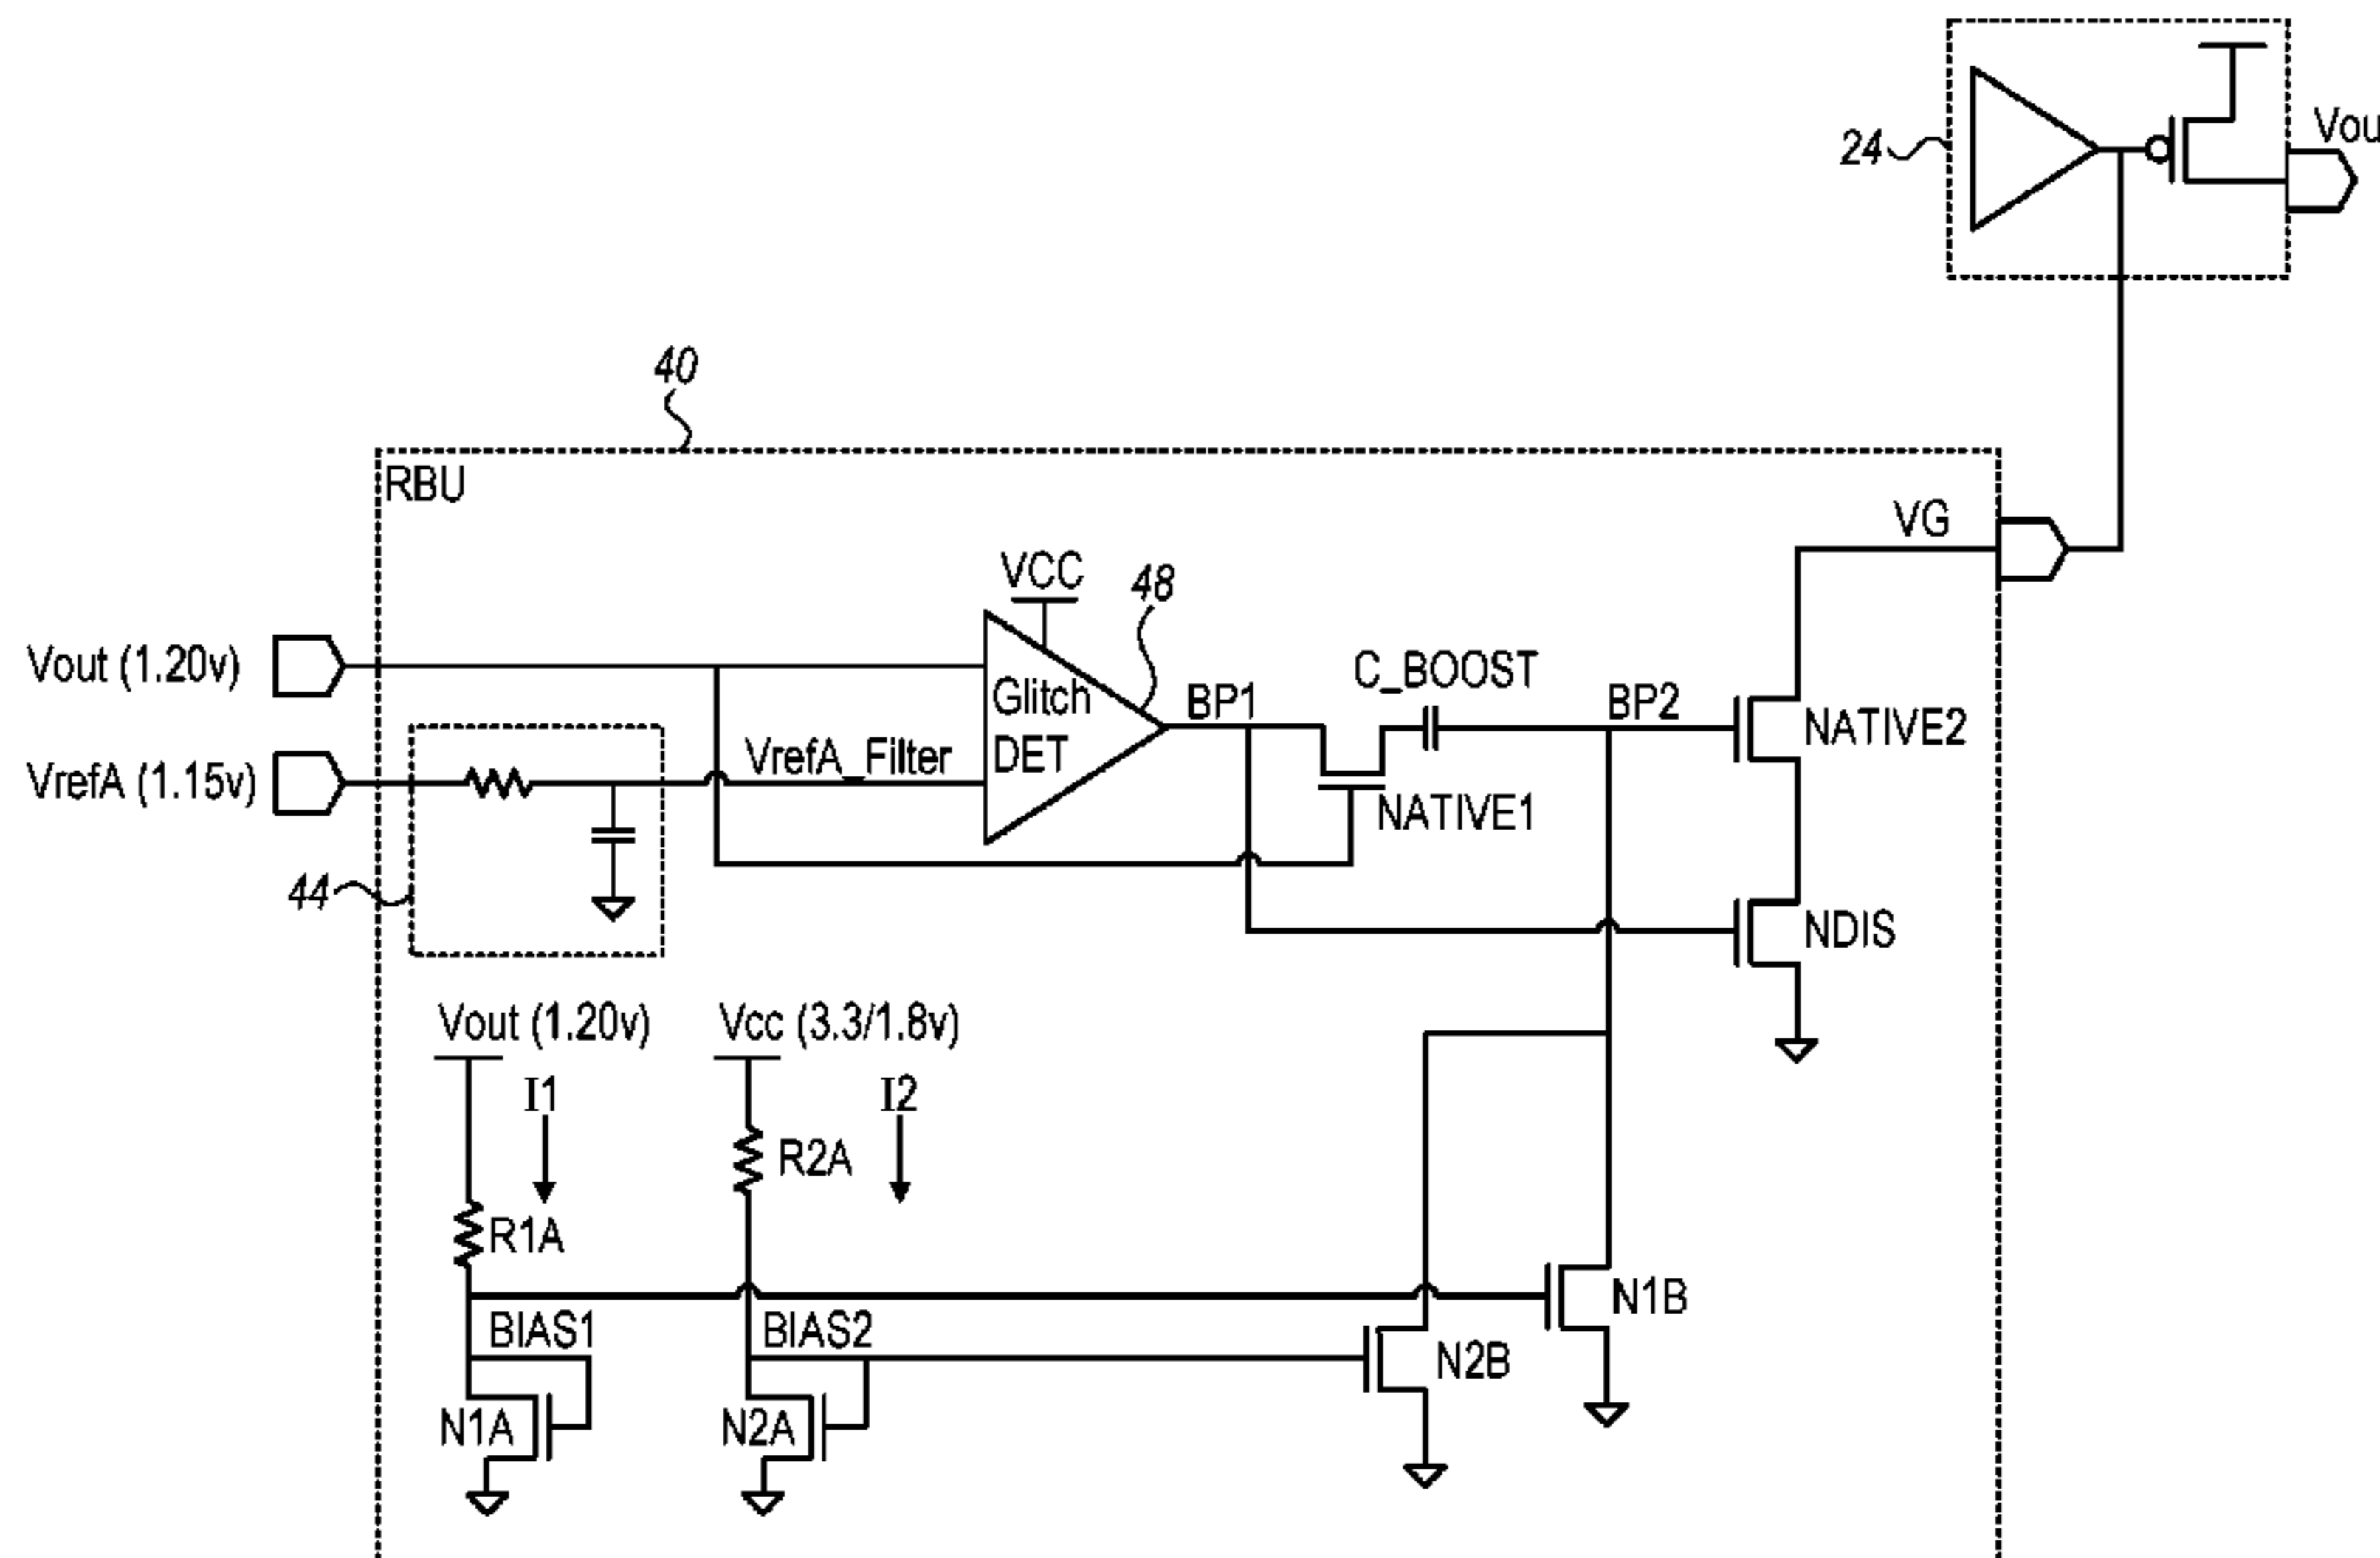 24
Vou
40
RBU
VG
VCC
48
Vout (1.20v)
Glitch
DET
BP1
C_BOOST
BP2
NATIVE2
VrefA (1.15v)
VrefA_Filter
NATIVE1
44
NDIS
Vout (1.20v)
Vcc (3.3/1.8v)
I1
I2
R2A
R1A
N1B
BIAS1
BIAS2
N2B
N1A
N2A